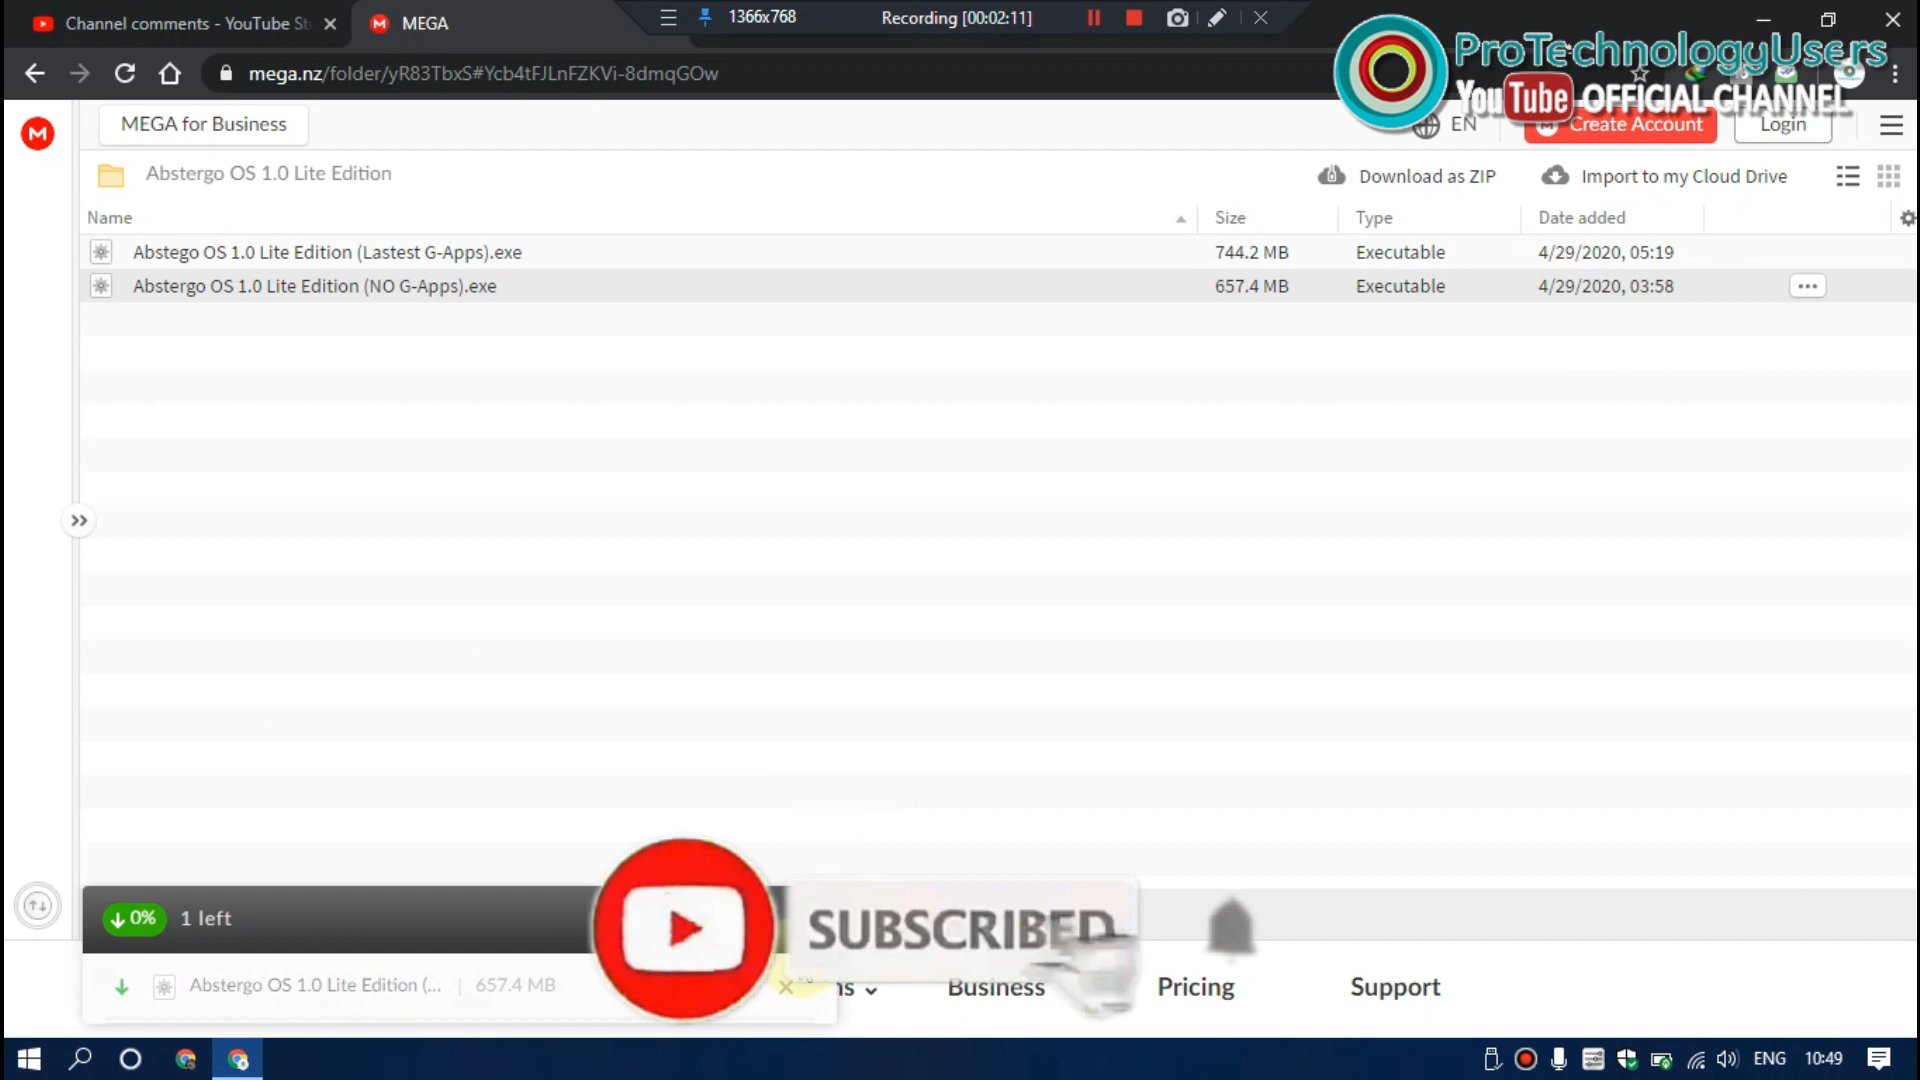 Channel comments - YouTube St
MEGA
1366x768
Recording [00:02:11]
mega.nz/folder/yR83TbxS#Ycb4tFJLnFZKVi-8dmqGOw
ProTechnologyUsers
YouTube OFFICIAL CHANNEL
MEGA for Business
EN
Create Account
Login
Abstergo OS 1.0 Lite Edition
Download as ZIP
Import to my Cloud Drive
Name Size Type Date added
Abstego OS 1.0 Lite Edition (Lastest G-Apps).exe 744.2 MB Executable 4/29/2020, 05:19
Abstergo OS 1.0 Lite Edition (NO G-Apps).exe 657.4 MB Executable 4/29/2020, 03:58
0% 1 left
SUBSCRIBED
Abstergo OS 1.0 Lite Edition (... 657.4 MB
ns Business Pricing Support
ENG 10:49